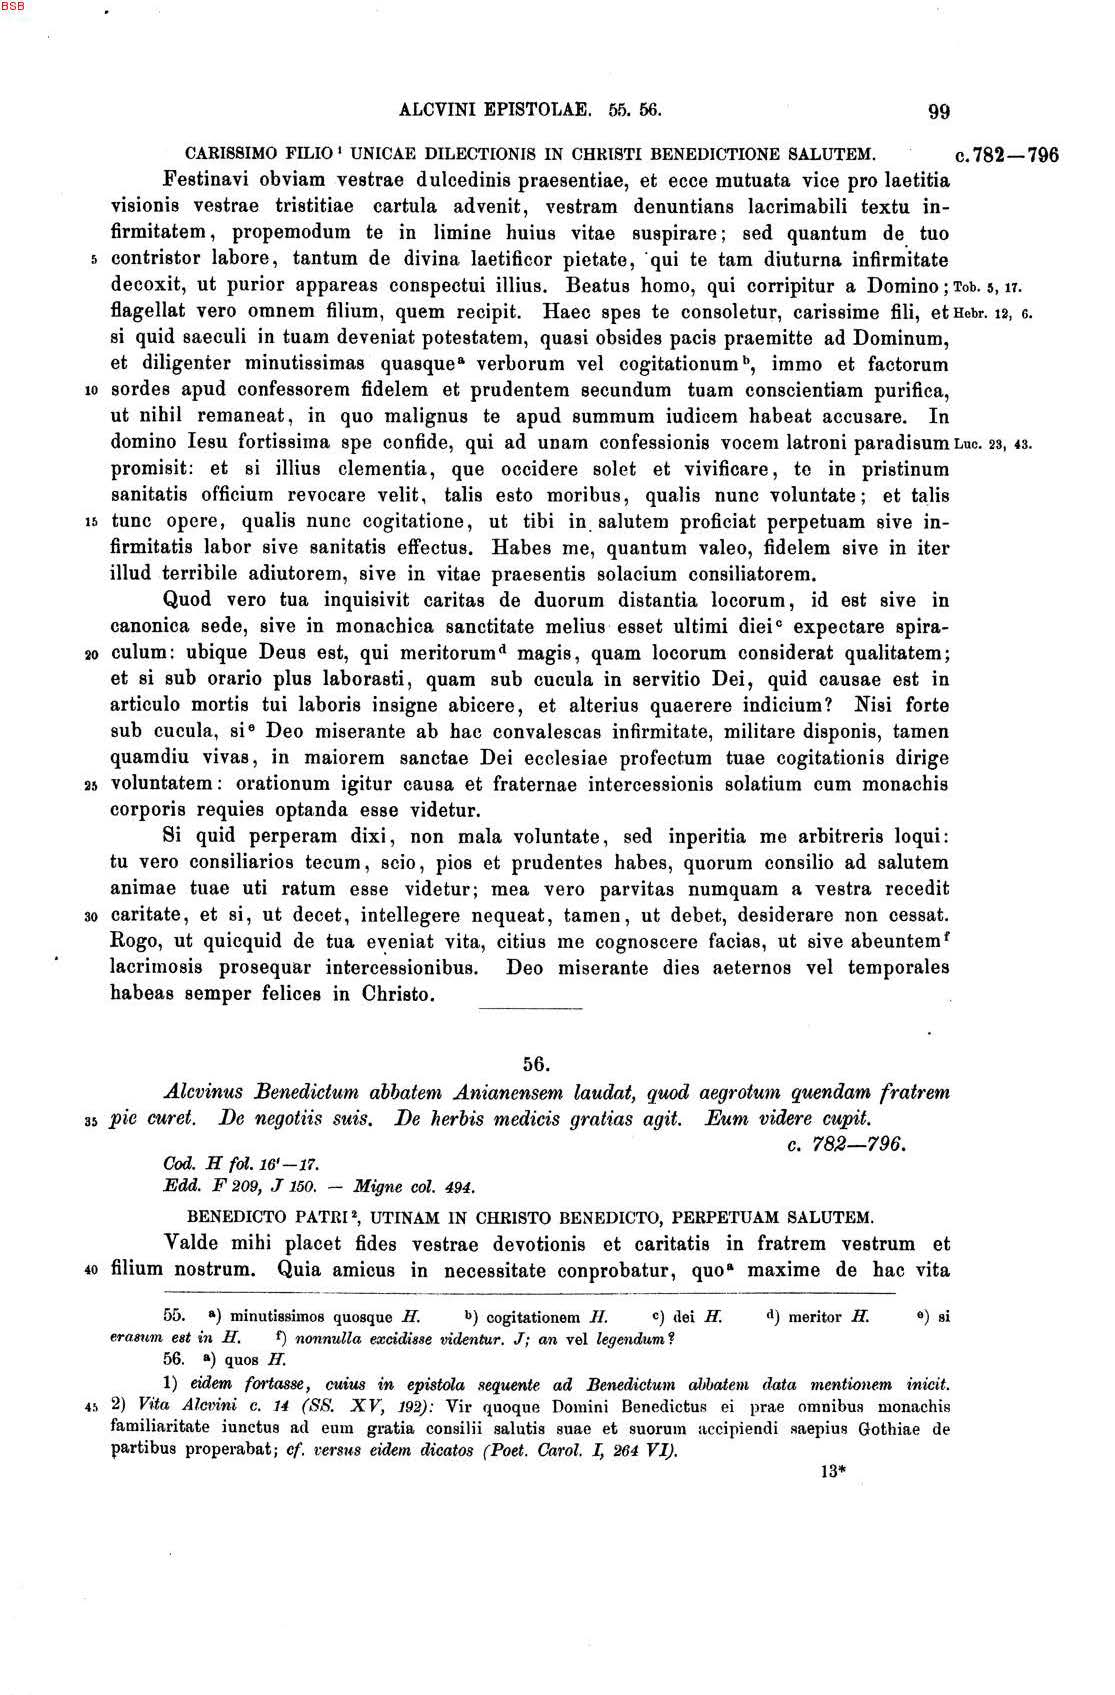 BSB
ALCVINI EPISTOLAE. 55. 56. 99
CARISSIMO FILIO¹ UNICAE DILECTIONIS IN CHRISTI BENEDICTIONE SALUTEM. c. 782—796
Festinavi obviam vestrae dulcedinis praesentiae, et ecce mutuata vice pro laetitia
visionis vestrae tristitiae cartula advenit, vestram denuntians lacrimabili textu in-
firmitatem, propemodum te in limine huius vitae suspirare; sed quantum de tuo
5 contristor labore, tantum de divina laetificor pietate, qui te tam diuturna infirmitate
decoxit, ut purior appareas conspectui illius. Beatus homo, qui corripitur a Domino; Tob. 5, 17.
flagellat vero omnem filium, quem recipit. Haec spes te consoletur, carissime fili, et Hebr. 12, 6.
si quid saeculi in tuam deveniat potestatem, quasi obsides pacis praemitte ad Dominum,
et diligenter minutissimas quasqueᵃ verborum vel cogitationumᵇ, immo et factorum
10 sordes apud confessorem fidelem et prudentem secundum tuam conscientiam purifica,
ut nihil remaneat, in quo malignus te apud summum iudicem habeat accusare. In
domino Iesu fortissima spe confide, qui ad unam confessionis vocem latroni paradisum Luc. 23, 43.
promisit: et si illius clementia, que occidere solet et vivificare, te in pristinum
sanitatis officium revocare velit, talis esto moribus, qualis nunc voluntate; et talis
15 tunc opere, qualis nunc cogitatione, ut tibi in salutem proficiat perpetuam sive in-
firmitatis labor sive sanitatis effectus. Habes me, quantum valeo, fidelem sive in iter
illud terribile adiutorem, sive in vitae praesentis solacium consiliatorem.
Quod vero tua inquisivit caritas de duorum distantia locorum, id est sive in
canonica sede, sive in monachica sanctitate melius esset ultimi dieiᶜ expectare spira-
20 culum: ubique Deus est, qui meritorumᵈ magis, quam locorum considerat qualitatem;
et si sub orario plus laborasti, quam sub cucula in servitio Dei, quid causae est in
articulo mortis tui laboris insigne abicere, et alterius quaerere indicium? Nisi forte
sub cucula, siᵉ Deo miserante ab hac convalescas infirmitate, militare disponis, tamen
quamdiu vivas, in maiorem sanctae Dei ecclesiae profectum tuae cogitationis dirige
25 voluntatem: orationum igitur causa et fraternae intercessionis solatium cum monachis
corporis requies optanda esse videtur.
Si quid perperam dixi, non mala voluntate, sed inperitia me arbitreris loqui:
tu vero consiliarios tecum, scio, pios et prudentes habes, quorum consilio ad salutem
animae tuae uti ratum esse videtur; mea vero parvitas numquam a vestra recedit
30 caritate, et si, ut decet, intellegere nequeat, tamen, ut debet, desiderare non cessat.
Rogo, ut quicquid de tua eveniat vita, citius me cognoscere facias, ut sive abeuntemᶠ
lacrimosis prosequar intercessionibus. Deo miserante dies aeternos vel temporales
habeas semper felices in Christo.
56.
Alcvinus Benedictum abbatem Anianensem laudat, quod aegrotum quendam fratrem
35 pie curet. De negotiis suis. De herbis medicis gratias agit. Eum videre cupit.
c. 782—796.
Cod. H fol. 16'—17.
Edd. F 209, J 150. — Migne col. 494.
BENEDICTO PATRI², UTINAM IN CHRISTO BENEDICTO, PERPETUAM SALUTEM.
Valde mihi placet fides vestrae devotionis et caritatis in fratrem vestrum et
40 filium nostrum. Quia amicus in necessitate conprobatur, quoᵃ maxime de hac vita
55. ᵃ) minutissimos quosque H. ᵇ) cogitationem H. ᶜ) dei H. ᵈ) meritor H. ᵉ) si
erasum est in H. ᶠ) nonnulla excidisse videntur. J; an vel legendum?
56. ᵃ) quos H.
1) eidem fortasse, cuius in epistola sequente ad Benedictum abbatem data mentionem inicit.
45 2) Vita Alcvini c. 14 (SS. XV, 192): Vir quoque Domini Benedictus ei prae omnibus monachis
familiaritate iunctus ad eum gratia consilii salutis suae et suorum accipiendi saepius Gothiae de
partibus properabat; cf. versus eidem dicatos (Poet. Carol. I, 264 VI).
13*